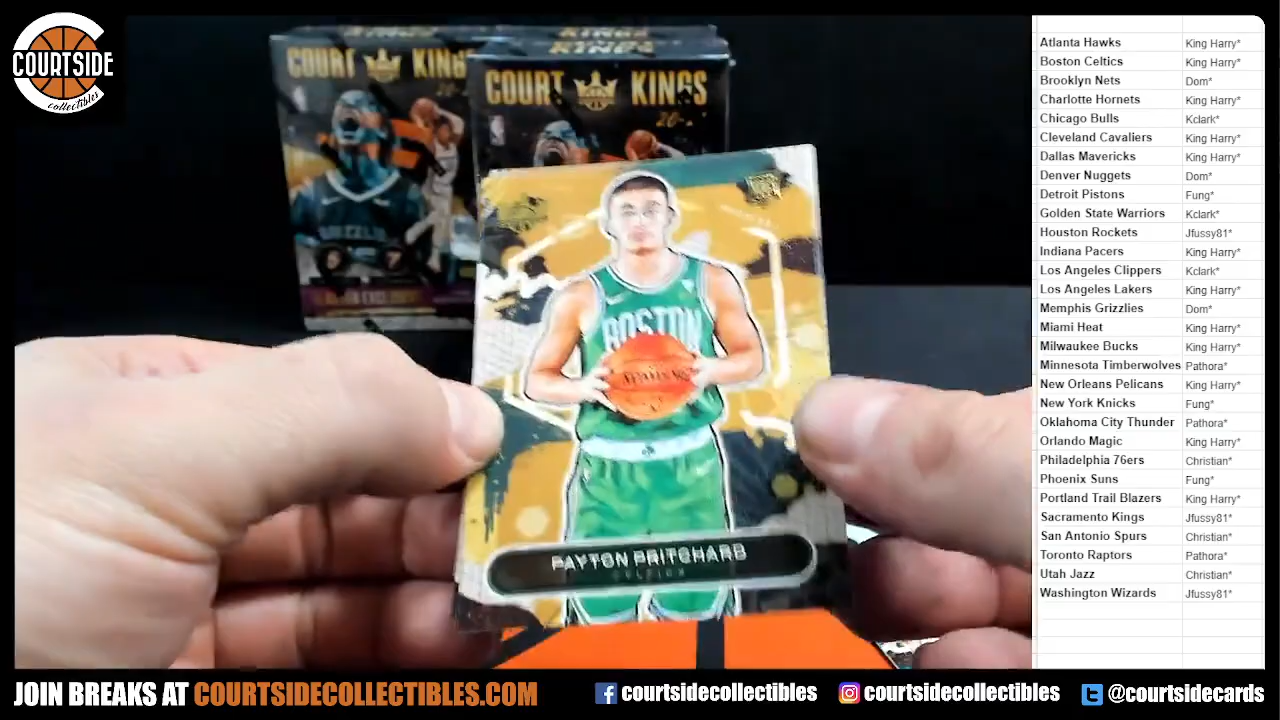 COURTSIDE
collectibles
COURT KINGS
COURT KINGS
BOSTON
PAYTON PRITCHARD
CELTICS
Atlanta Hawks King Harry*
Boston Celtics King Harry*
Brooklyn Nets Dom*
Charlotte Hornets King Harry*
Chicago Bulls Kclark*
Cleveland Cavaliers King Harry*
Dallas Mavericks King Harry*
Denver Nuggets Dom*
Detroit Pistons Fung*
Golden State Warriors Kclark*
Houston Rockets Jfussy81*
Indiana Pacers King Harry*
Los Angeles Clippers Kclark*
Los Angeles Lakers King Harry*
Memphis Grizzlies Dom*
Miami Heat King Harry*
Milwaukee Bucks King Harry*
Minnesota Timberwolves Pathora*
New Orleans Pelicans King Harry*
New York Knicks Fung*
Oklahoma City Thunder Pathora*
Orlando Magic King Harry*
Philadelphia 76ers Christian*
Phoenix Suns Fung*
Portland Trail Blazers King Harry*
Sacramento Kings Jfussy81*
San Antonio Spurs Christian*
Toronto Raptors Pathora*
Utah Jazz Christian*
Washington Wizards Jfussy81*
JOIN BREAKS AT COURTSIDECOLLECTIBLES.COM
courtsidecollectibles
courtsidecollectibles
@courtsidecards